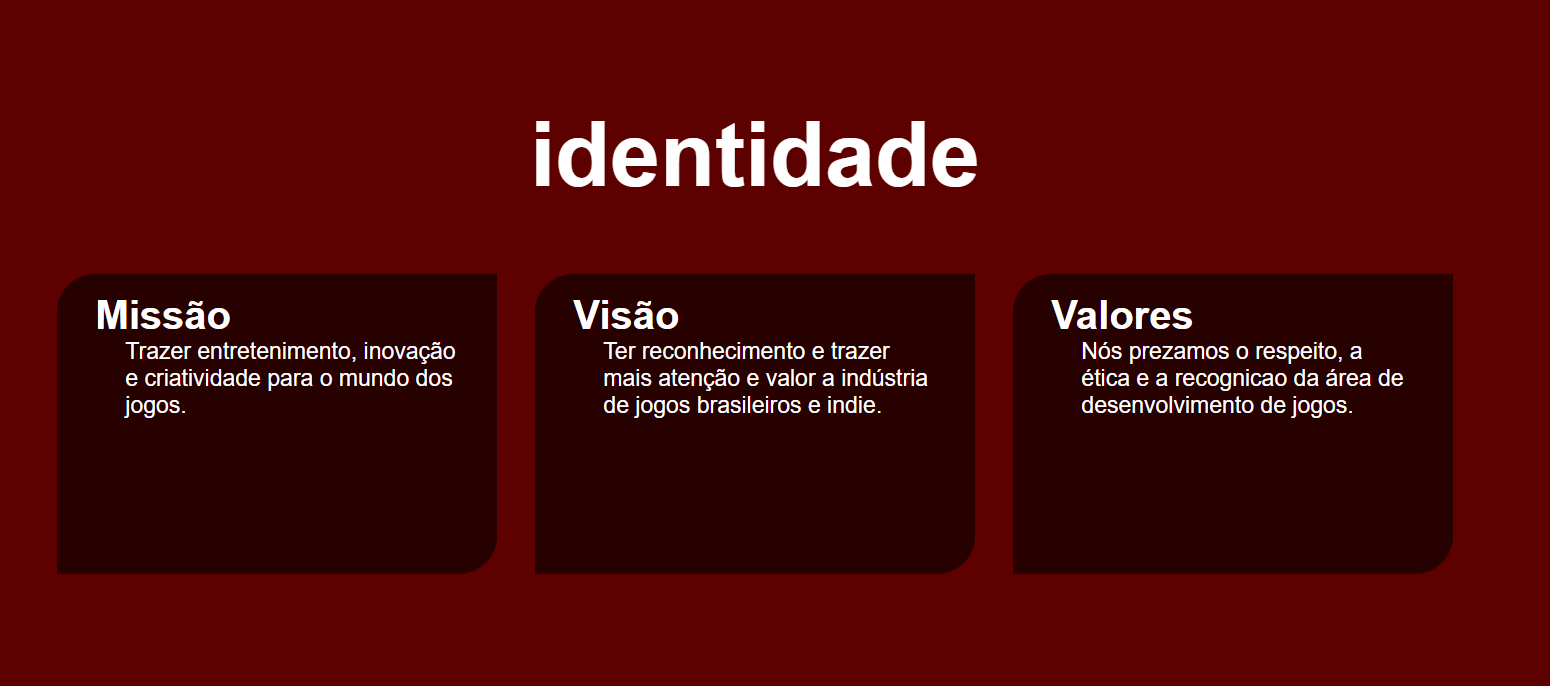 identidade
Missão
Trazer entretenimento, inovação
e criatividade para o mundo dos
jogos.
Visão
Ter reconhecimento e trazer
mais atenção e valor a indústria
de jogos brasileiros e indie.
Valores
Nós prezamos o respeito, a
ética e a recognicao da área de
desenvolvimento de jogos.